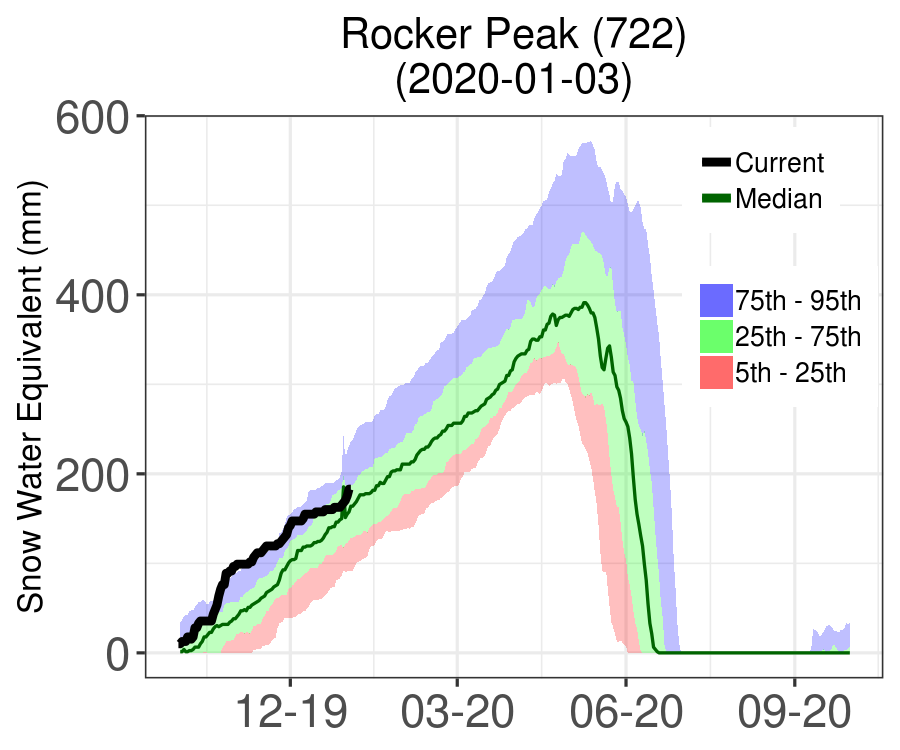 Rocker Peak (722)
(2020-01-03)
Snow Water Equivalent (mm)
600
400
200
0
12-19
03-20
06-20
09-20
Current
Median
75th - 95th
25th - 75th
5th - 25th